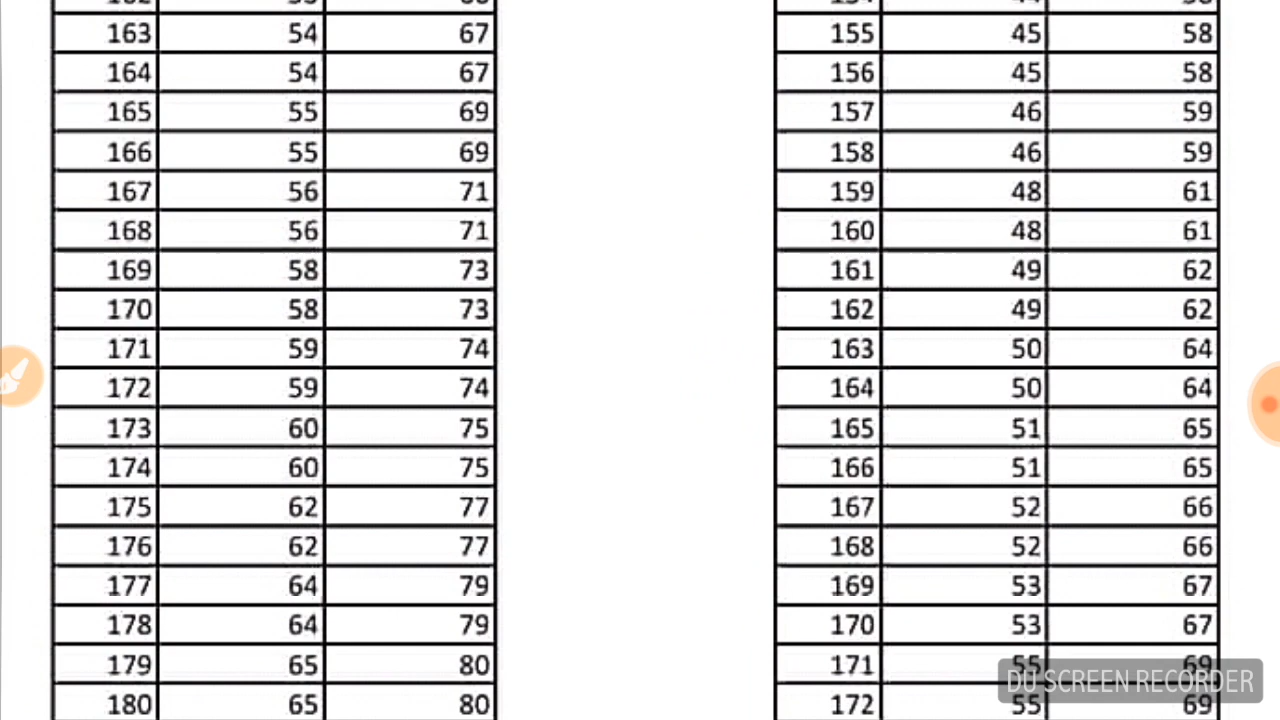 163 54 67
164 54 67
165 55 69
166 55 69
167 56 71
168 56 71
169 58 73
170 58 73
171 59 74
172 59 74
173 60 75
174 60 75
175 62 77
176 62 77
177 64 79
178 64 79
179 65 80
180 65 80
155 45 58
156 45 58
157 46 59
158 46 59
159 48 61
160 48 61
161 49 62
162 49 62
163 50 64
164 50 64
165 51 65
166 51 65
167 52 66
168 52 66
169 53 67
170 53 67
171 55 69
172 55 69
DU SCREEN RECORDER